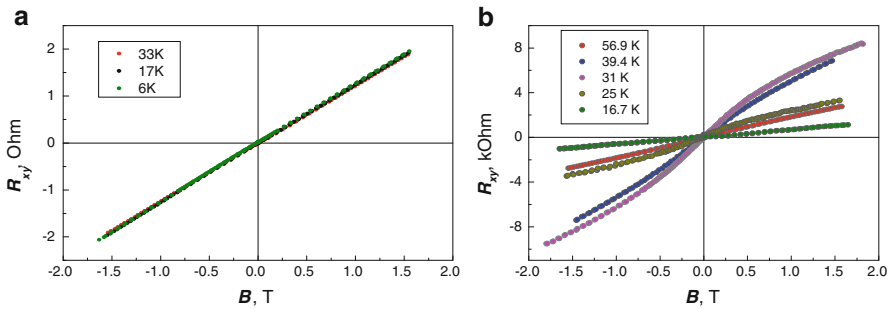 a
33K
17K
6K
R_xy, Ohm
2
1
0
-1
-2
-2.0 -1.5 -1.0 -0.5 0.0 0.5 1.0 1.5 2.0
B, T
b
56.9 K
39.4 K
31 K
25 K
16.7 K
R_xy, kOhm
8
4
0
-4
-8
-2.0 -1.5 -1.0 -0.5 0.0 0.5 1.0 1.5 2.0
B, T